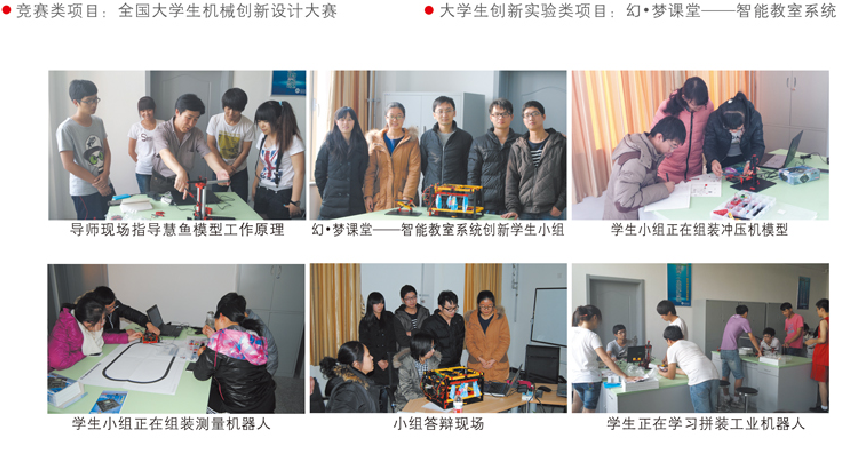 竞赛类项目：全国大学生机械创新设计大赛
大学生创新实验类项目：幻•梦课堂——智能教室系统
导师现场指导慧鱼模型工作原理
幻•梦课堂——智能教室系统创新学生小组
学生小组正在组装冲压机模型
学生小组正在组装测量机器人
小组答辩现场
学生正在学习拼装工业机器人